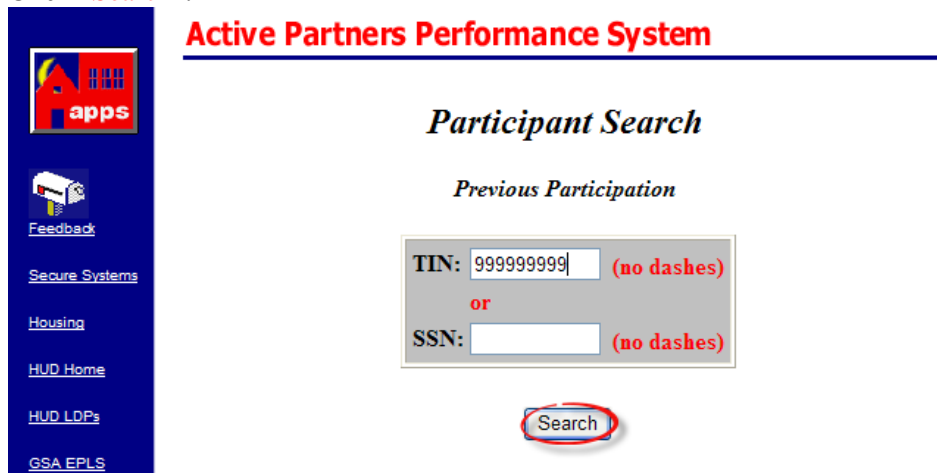 Active Partners Performance System
apps
Participant Search
Previous Participation
Feedback
TIN: 999999999 (no dashes)
Secure Systems
or
Housing
SSN: (no dashes)
HUD Home
HUD LDPs
Search
GSA EPLS